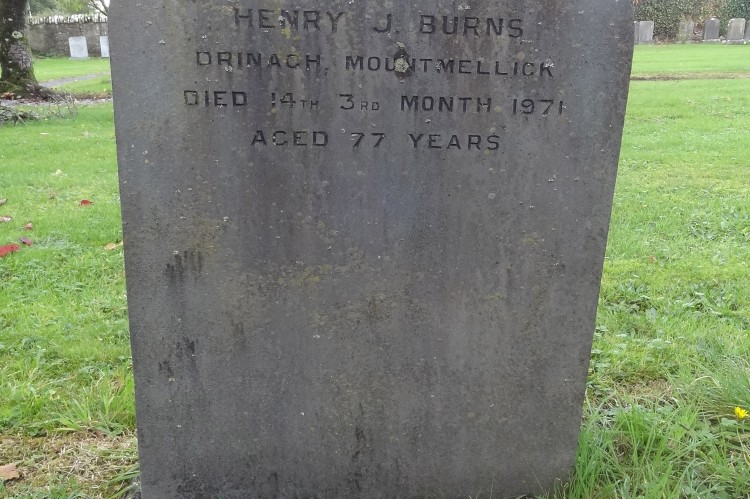 HENRY J. BURNS
DRINAGH, MOUNTMELLICK
DIED 14TH 3RD MONTH 1971
AGED 77 YEARS